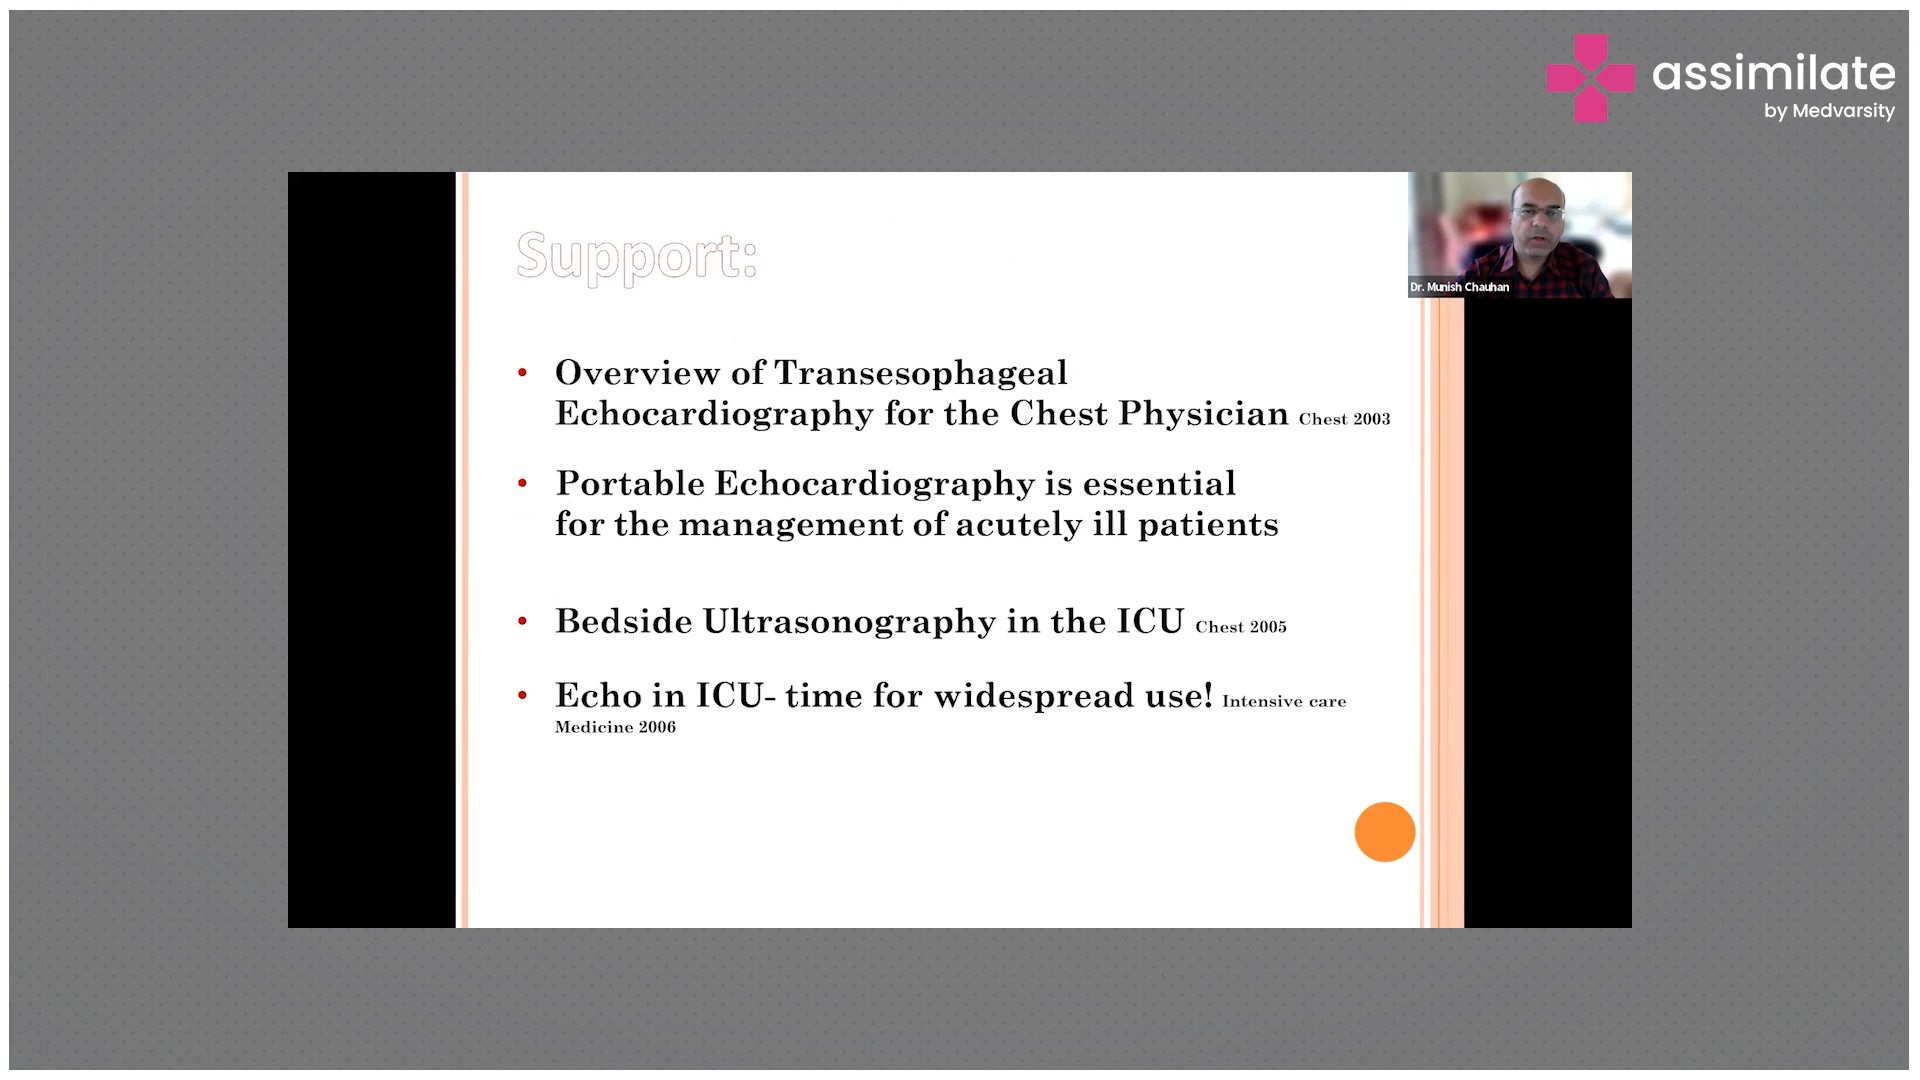 assimilate
by Medvarsity
Support:
Dr. Munish Chauhan
• Overview of Transesophageal
Echocardiography for the Chest Physician Chest 2003
• Portable Echocardiography is essential
for the management of acutely ill patients
• Bedside Ultrasonography in the ICU Chest 2005
• Echo in ICU- time for widespread use! Intensive care
Medicine 2006